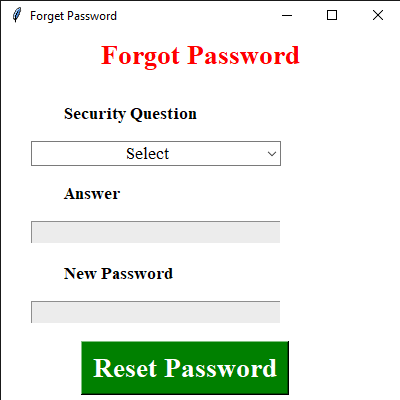 Forget Password
Forgot Password
Security Question
Select
Answer
New Password
Reset Password